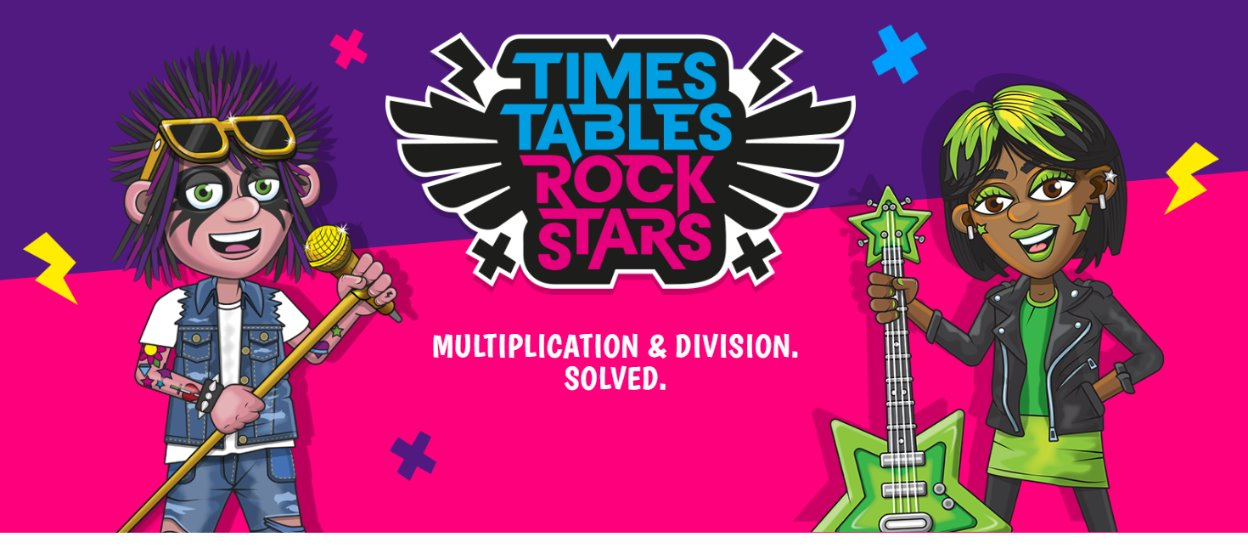 TIMES
TABLES
ROCK
STARS
MULTIPLICATION & DIVISION.
SOLVED.